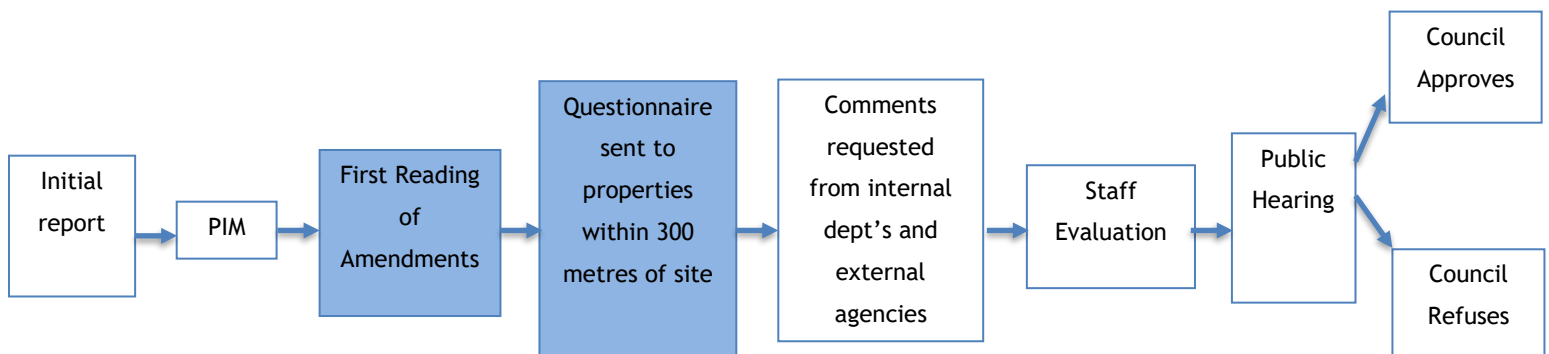 Initial
report
PIM
First Reading
of
Amendments
Questionnaire
sent to
properties
within 300
metres of site
Comments
requested
from internal
dept’s and
external
agencies
Staff
Evaluation
Public
Hearing
Council
Approves
Council
Refuses